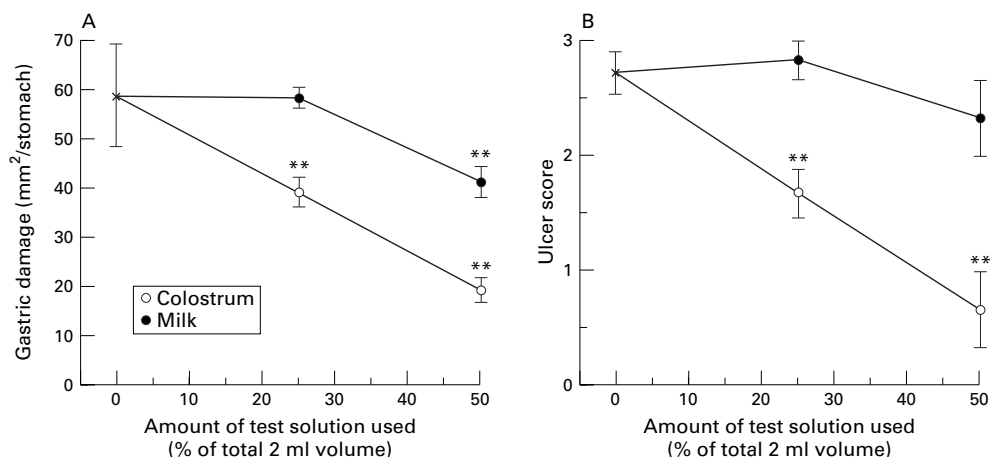 A
70
60
50
40
30
20
10
0
Gastric damage (mm²/stomach)
**
**
**
Colostrum
Milk
0 10 20 30 40 50
Amount of test solution used
(% of total 2 ml volume)
B
3
2
1
0
Ulcer score
**
**
0 10 20 30 40 50
Amount of test solution used
(% of total 2 ml volume)